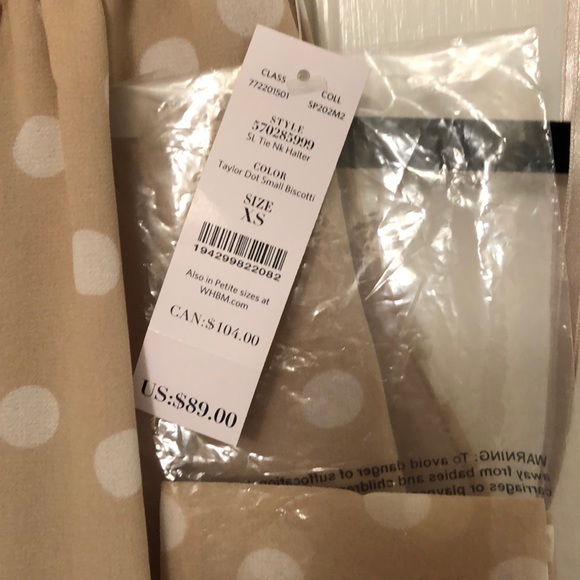 CLASS COLL
772201501 SP202M2
STYLE
570285999
SL Tie Nk Halter
COLOR
Taylor Dot Small Biscotti
SIZE
XS
194299822082
Also in Petite sizes at
WHBM.com
CAN:$104.00
US:$89.00
WARNING: To avoid danger of suffocation
away from babies and children
carriages or